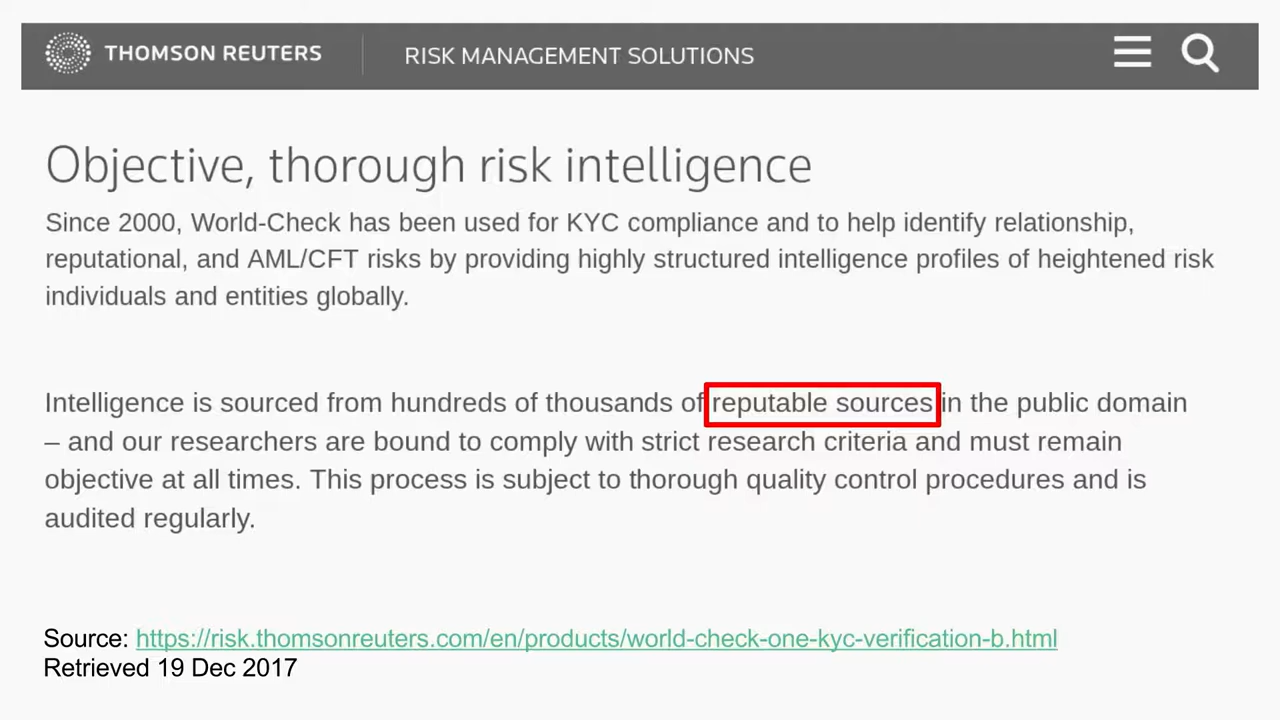 THOMSON REUTERS
RISK MANAGEMENT SOLUTIONS
Objective, thorough risk intelligence
Since 2000, World-Check has been used for KYC compliance and to help identify relationship,
reputational, and AML/CFT risks by providing highly structured intelligence profiles of heightened risk
individuals and entities globally.
Intelligence is sourced from hundreds of thousands of reputable sources in the public domain
– and our researchers are bound to comply with strict research criteria and must remain
objective at all times. This process is subject to thorough quality control procedures and is
audited regularly.
Source: https://risk.thomsonreuters.com/en/products/world-check-one-kyc-verification-b.html
Retrieved 19 Dec 2017